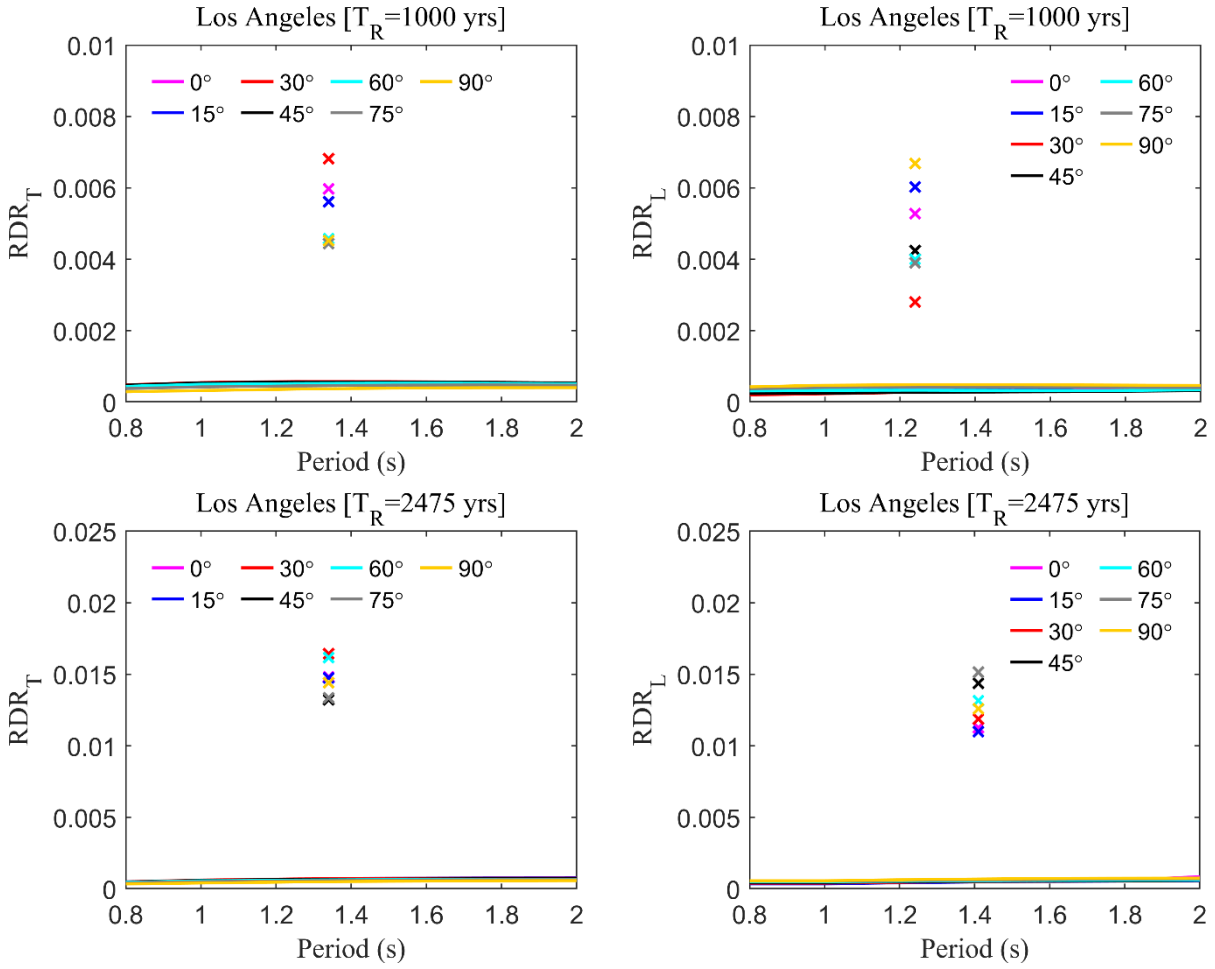 Los Angeles [T_R=1000 yrs]
0.01
0.008
0.006
0.004
0.002
0
RDR_T
0° 30° 60° 90°
15° 45° 75°
0.8 1 1.2 1.4 1.6 1.8 2
Period (s)
Los Angeles [T_R=1000 yrs]
0.01
0.008
0.006
0.004
0.002
0
RDR_L
0° 60°
15° 75°
30° 90°
45°
0.8 1 1.2 1.4 1.6 1.8 2
Period (s)
Los Angeles [T_R=2475 yrs]
0.025
0.02
0.015
0.01
0.005
0
RDR_T
0° 30° 60° 90°
15° 45° 75°
0.8 1 1.2 1.4 1.6 1.8 2
Period (s)
Los Angeles [T_R=2475 yrs]
0.025
0.02
0.015
0.01
0.005
0
RDR_L
0° 60°
15° 75°
30° 90°
45°
0.8 1 1.2 1.4 1.6 1.8 2
Period (s)